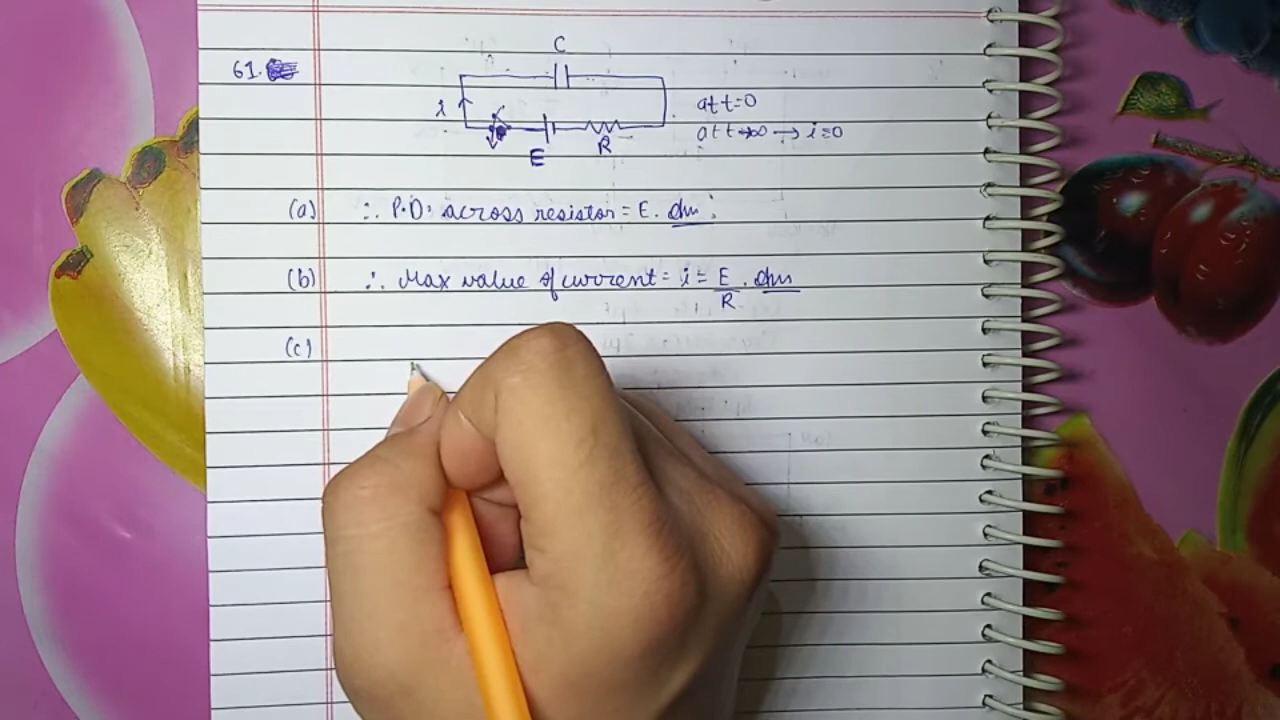 61.
C
i
at t=0
at t→∞ → i=0
E
R
(a) ∴ P.D. across resistor = E. Ans
(b) ∴ Max value of current = i = E/R. Ans
(c)